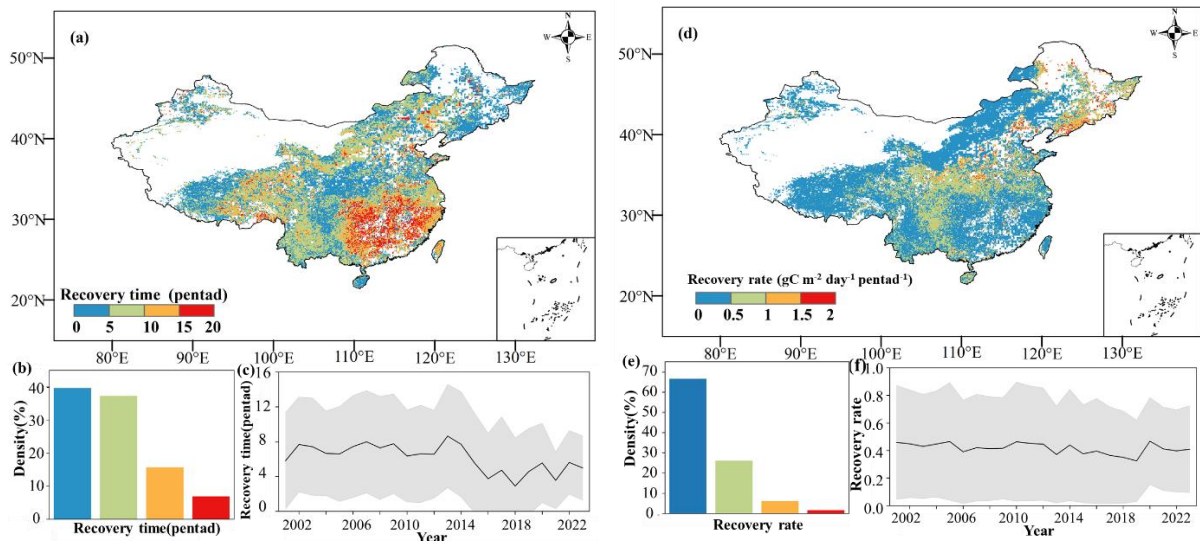 (a)
N
W E
S
50°N
40°N
30°N
20°N
Recovery time (pentad)
0 5 10 15 20
80°E 90°E 100°E 110°E 120°E 130°E
(b)
Density(%)
40
30
20
10
0
Recovery time(pentad)
(c)
Recovery time(pentad)
16
12
8
4
0
2002 2006 2010 2014 2018 2022
Year
(d)
N
W E
S
50°N
40°N
30°N
20°N
Recovery rate (gC m⁻² day⁻¹ pentad⁻¹)
0 0.5 1 1.5 2
80°E 90°E 100°E 110°E 120°E 130°E
(e)
Density(%)
70
60
50
40
30
20
10
0
Recovery rate
(f)
Recovery rate
1.0
0.8
0.6
0.4
0.2
0.0
2002 2006 2010 2014 2018 2022
Year